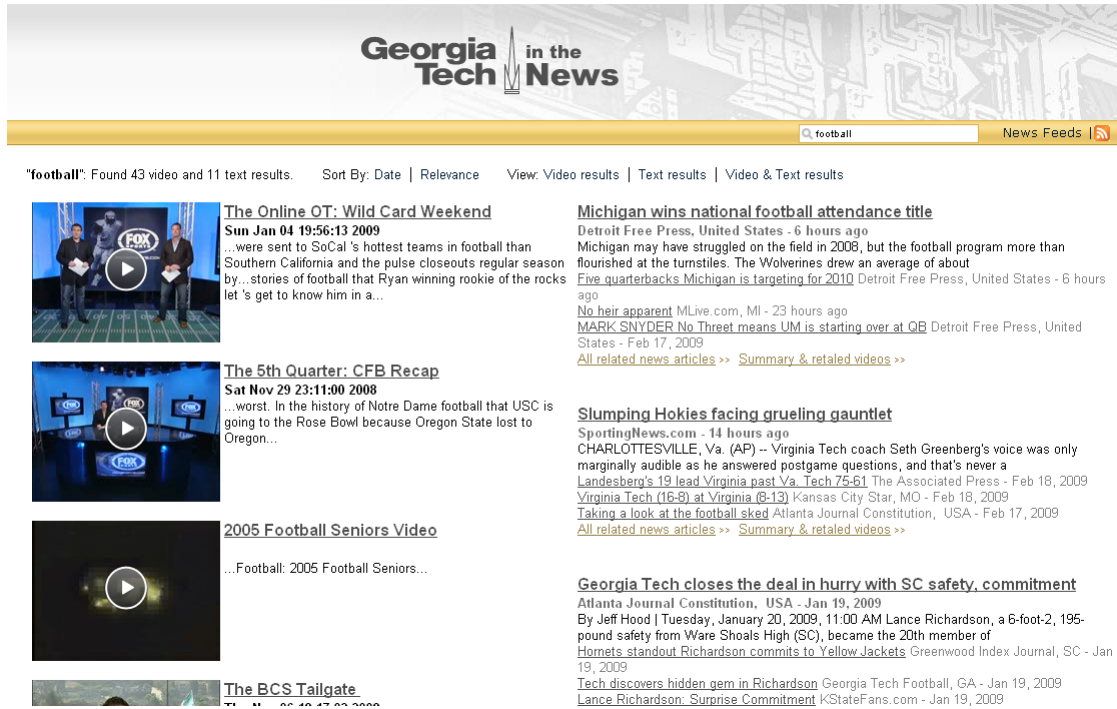 Georgia Tech in the News
football
News Feeds |
"football": Found 43 video and 11 text results. Sort By: Date | Relevance View: Video results | Text results | Video & Text results
The Online OT: Wild Card Weekend
Sun Jan 04 19:56:13 2009
...were sent to SoCal 's hottest teams in football than
Southern California and the pulse closeouts regular season
by...stories of football that Ryan winning rookie of the rocks
let 's get to know him in a...
FOX
SPORTS
The 5th Quarter: CFB Recap
Sat Nov 29 23:11:00 2008
...worst. In the history of Notre Dame football that USC is
going to the Rose Bowl because Oregon State lost to
Oregon...
FOX
FOX
FOX
FOX
2005 Football Seniors Video
...Football: 2005 Football Seniors...
The BCS Tailgate
Michigan wins national football attendance title
Detroit Free Press, United States - 6 hours ago
Michigan may have struggled on the field in 2008, but the football program more than
flourished at the turnstiles. The Wolverines drew an average of about
Five quarterbacks Michigan is targeting for 2010 Detroit Free Press, United States - 6 hours
ago
No heir apparent MLive.com, MI - 23 hours ago
MARK SNYDER No Threet means UM is starting over at QB Detroit Free Press, United
States - Feb 17, 2009
All related news articles >> Summary & retaled videos >>
Slumping Hokies facing grueling gauntlet
SportingNews.com - 14 hours ago
CHARLOTTESVILLE, Va. (AP) -- Virginia Tech coach Seth Greenberg's voice was only
marginally audible as he answered postgame questions, and that's never a
Landesberg's 19 lead Virginia past Va. Tech 75-61 The Associated Press - Feb 18, 2009
Virginia Tech (16-8) at Virginia (8-13) Kansas City Star, MO - Feb 18, 2009
Taking a look at the football sked Atlanta Journal Constitution, USA - Feb 17, 2009
All related news articles >> Summary & retaled videos >>
Georgia Tech closes the deal in hurry with SC safety, commitment
Atlanta Journal Constitution, USA - Jan 19, 2009
By Jeff Hood | Tuesday, January 20, 2009, 11:00 AM Lance Richardson, a 6-foot-2, 195-
pound safety from Ware Shoals High (SC), became the 20th member of
Hornets standout Richardson commits to Yellow Jackets Greenwood Index Journal, SC - Jan
19, 2009
Tech discovers hidden gem in Richardson Georgia Tech Football, GA - Jan 19, 2009
Lance Richardson: Surprise Commitment KStateFans.com - Jan 19, 2009